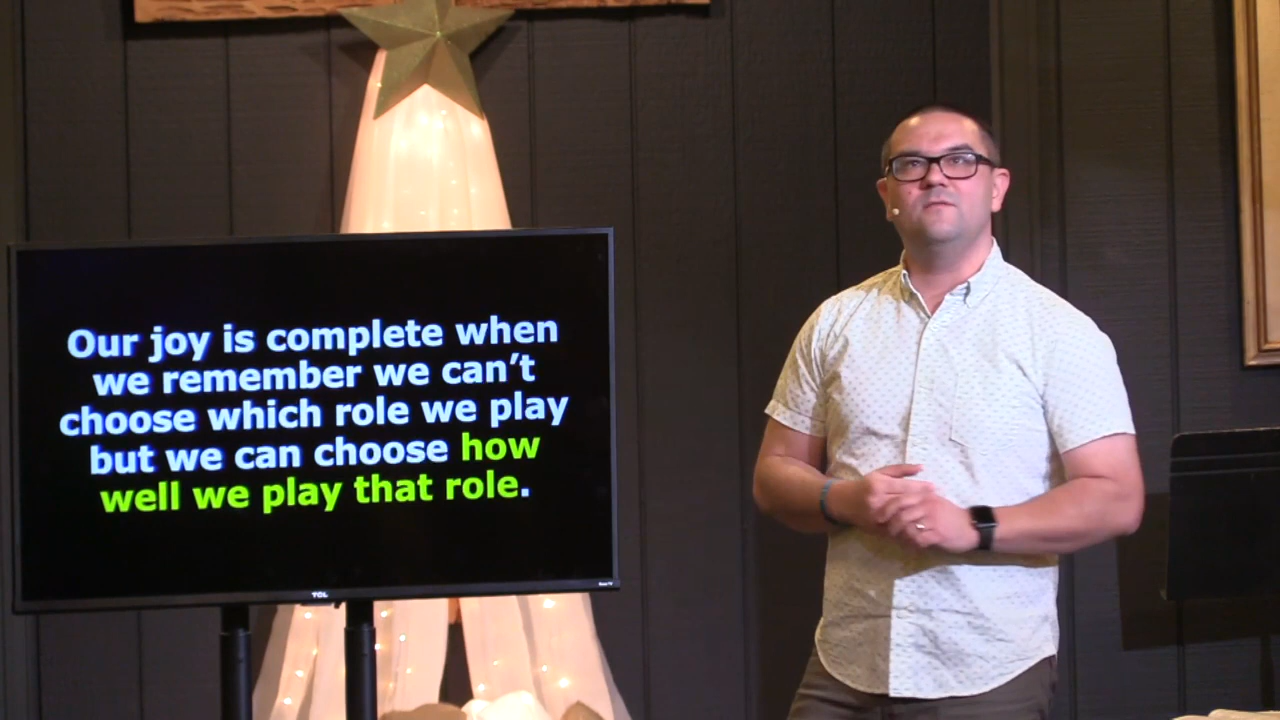 Our joy is complete when
we remember we can't
choose which role we play
but we can choose how
well we play that role.
TCL